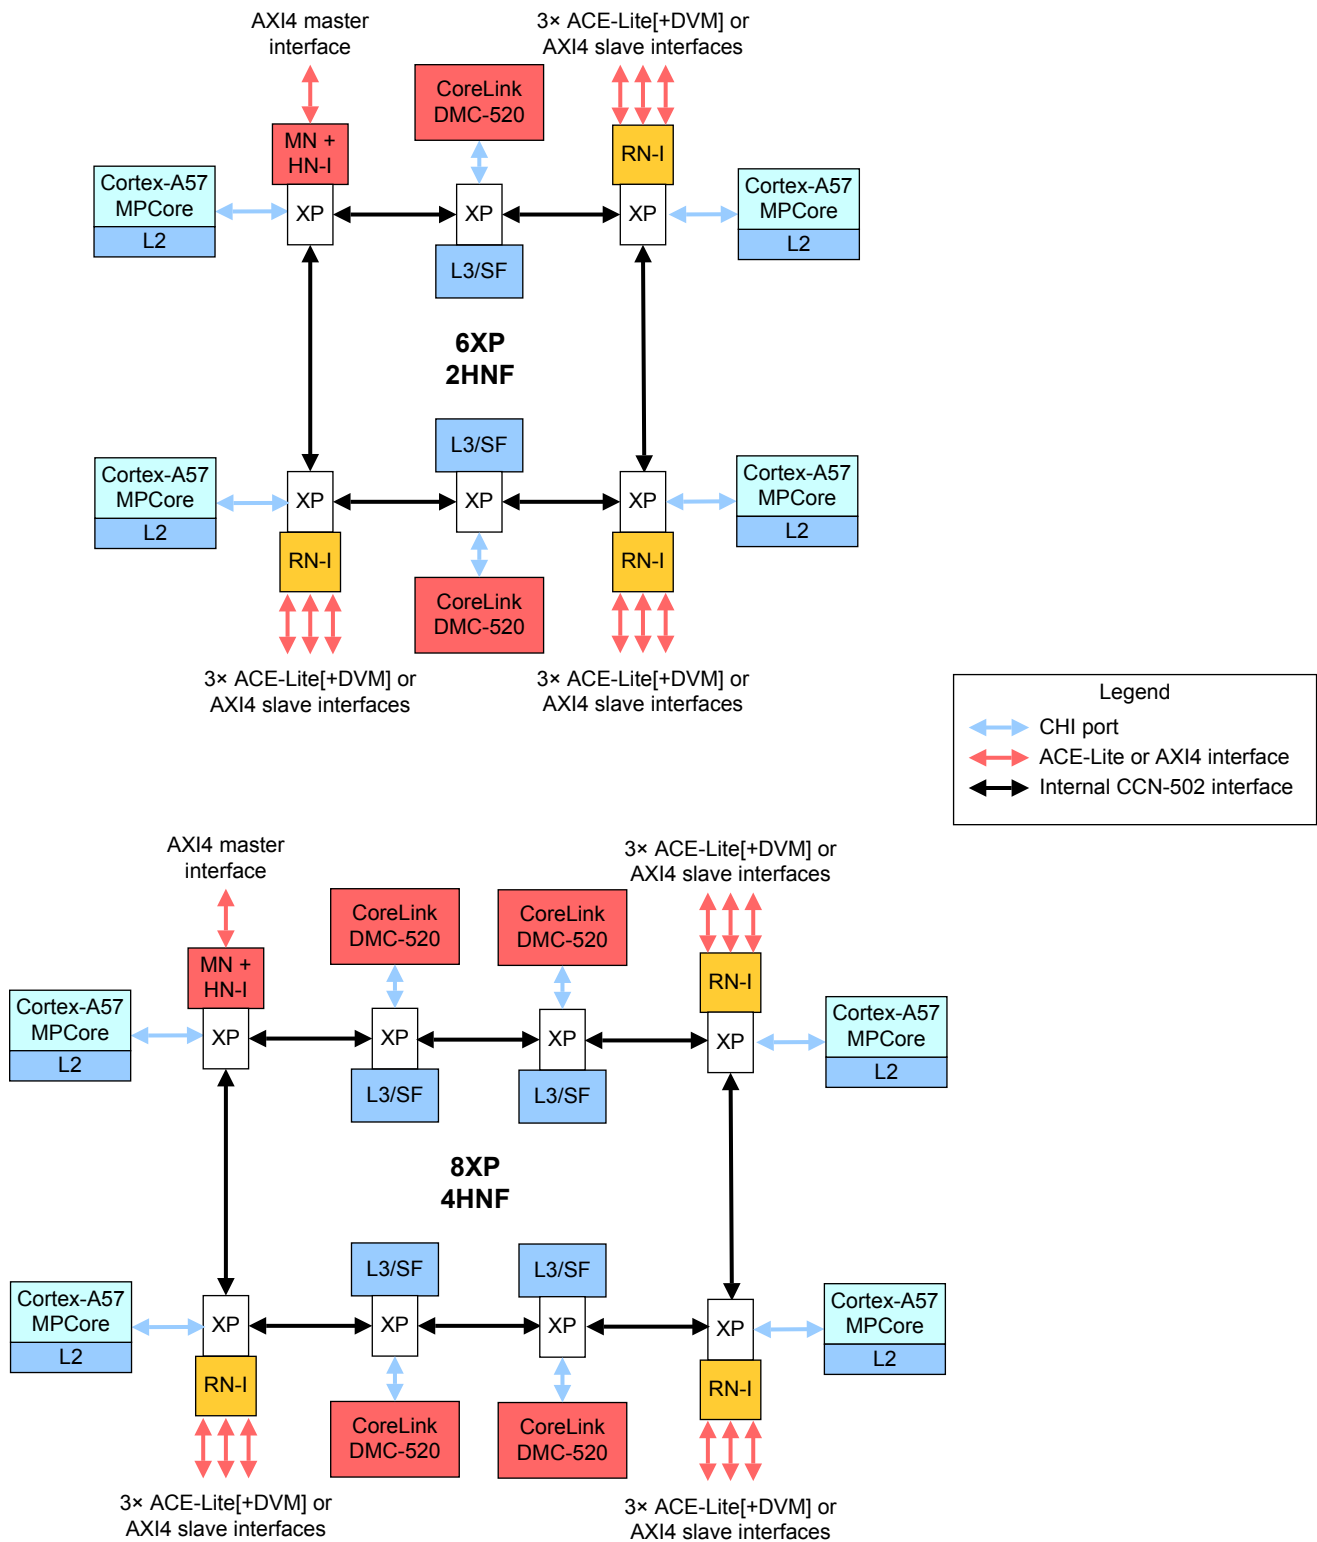 AXI4 master
interface
3× ACE-Lite[+DVM] or
AXI4 slave interfaces
CoreLink
DMC-520
MN +
HN-I
RN-I
Cortex-A57
MPCore
L2
XP
XP
XP
Cortex-A57
MPCore
L2
L3/SF
6XP
2HNF
L3/SF
Cortex-A57
MPCore
L2
XP
XP
XP
Cortex-A57
MPCore
L2
RN-I
CoreLink
DMC-520
RN-I
3× ACE-Lite[+DVM] or
AXI4 slave interfaces
3× ACE-Lite[+DVM] or
AXI4 slave interfaces
Legend
CHI port
ACE-Lite or AXI4 interface
Internal CCN-502 interface
AXI4 master
interface
3× ACE-Lite[+DVM] or
AXI4 slave interfaces
CoreLink
DMC-520
CoreLink
DMC-520
MN +
HN-I
RN-I
Cortex-A57
MPCore
L2
XP
XP
XP
XP
Cortex-A57
MPCore
L2
L3/SF
L3/SF
8XP
4HNF
L3/SF
L3/SF
Cortex-A57
MPCore
L2
XP
XP
XP
XP
Cortex-A57
MPCore
L2
RN-I
RN-I
CoreLink
DMC-520
CoreLink
DMC-520
3× ACE-Lite[+DVM] or
AXI4 slave interfaces
3× ACE-Lite[+DVM] or
AXI4 slave interfaces